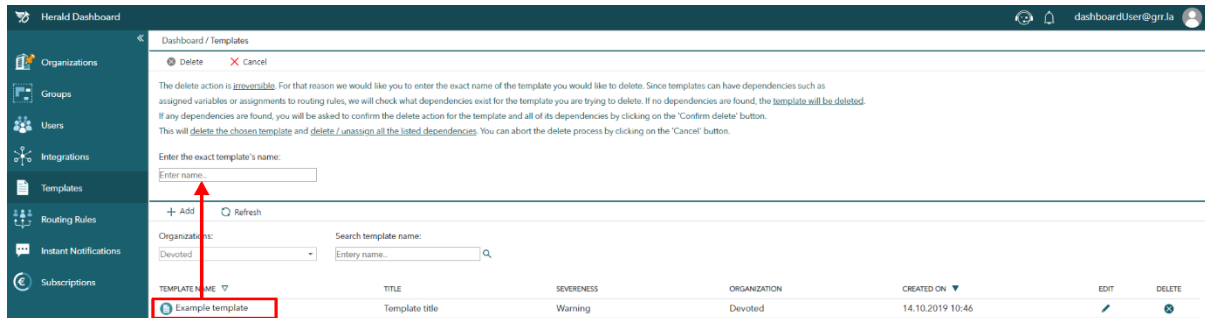 Herald Dashboard
dashboardUser@grr.la
«
Dashboard / Templates
Organizations
Groups
Users
Integrations
Templates
Routing Rules
Instant Notifications
Subscriptions
Delete
Cancel
The delete action is irreversible. For that reason we would like you to enter the exact name of the template you would like to delete. Since templates can have dependencies such as
assigned variables or assignments to routing rules, we will check what dependencies exist for the template you are trying to delete. If no dependencies are found, the template will be deleted.
If any dependencies are found, you will be asked to confirm the delete action for the template and all of its dependencies by clicking on the 'Confirm delete' button.
This will delete the chosen template and delete / unassign all the listed dependencies. You can abort the delete process by clicking on the 'Cancel' button.
Enter the exact template's name:
Enter name..
+ Add
Refresh
Organizations:
Search template name:
Devoted
Entery name..
TEMPLATE NAME
TITLE
SEVERENESS
ORGANIZATION
CREATED ON
EDIT
DELETE
Example template
Template title
Warning
Devoted
14.10.2019 10:46